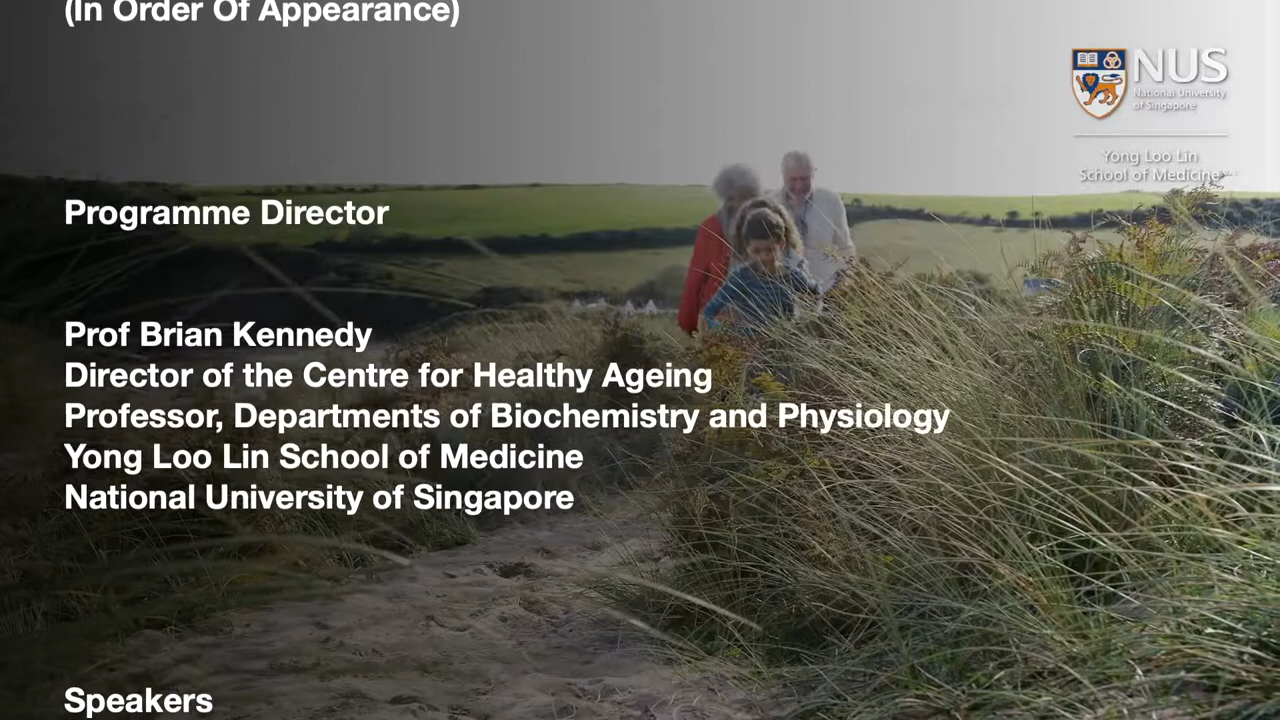 (In Order Of Appearance)
NUS
National University
of Singapore
Yong Loo Lin
School of Medicine
Programme Director
Prof Brian Kennedy
Director of the Centre for Healthy Ageing
Professor, Departments of Biochemistry and Physiology
Yong Loo Lin School of Medicine
National University of Singapore
Speakers